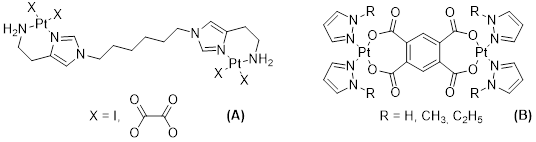 X
X
Pt
H₂N
N
N
N
N
Pt
NH₂
X
X
X = I,
O
O
O
O
(A)
R
R
N
N
O
O
N
N
Pt
O
O
Pt
N
N
O
O
N
N
R
O
O
R
R = H, CH₃, C₂H₅
(B)